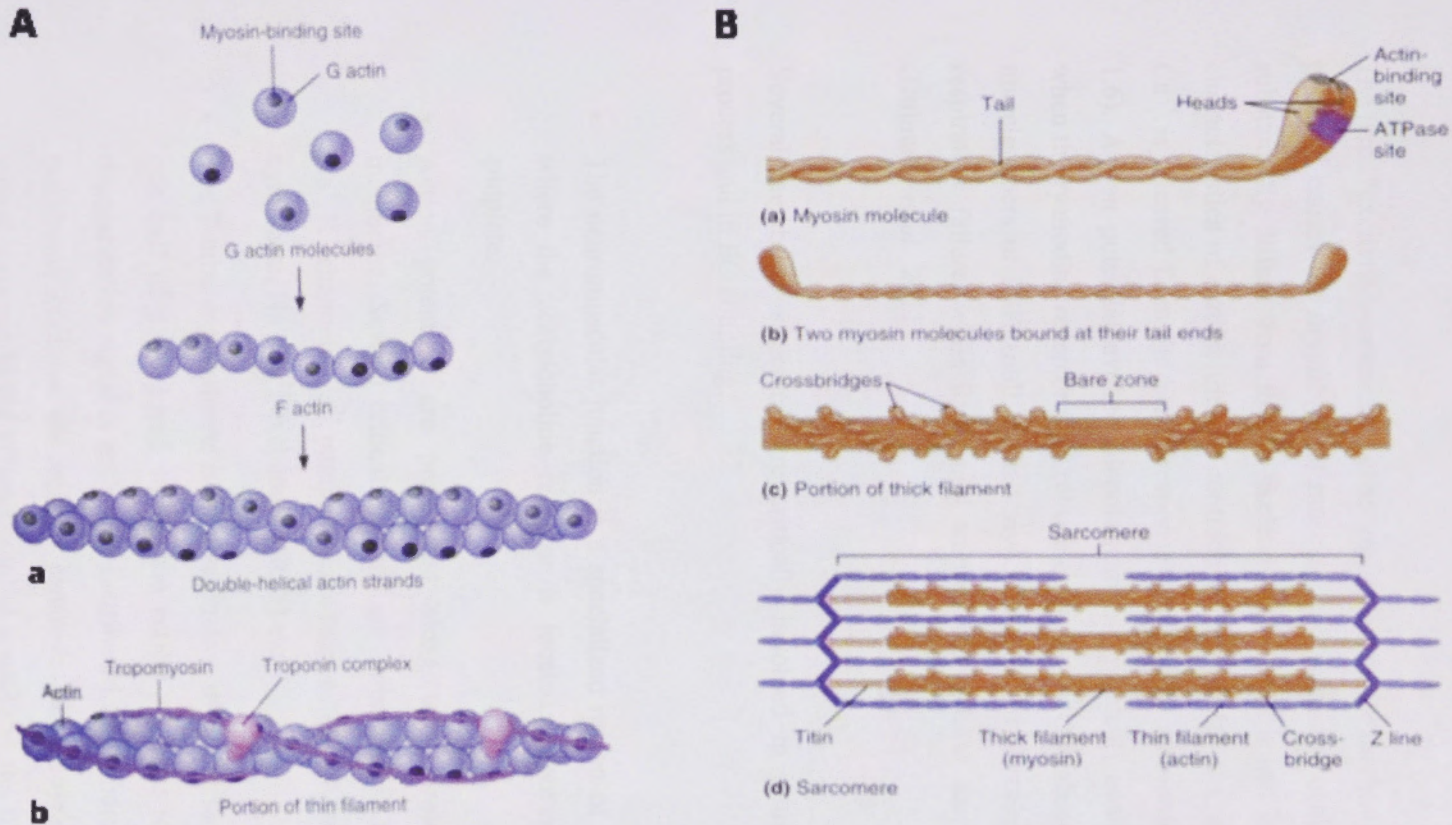 A
Myosin-binding site
G actin
G actin molecules
F actin
a
Double-helical actin strands
Tropomyosin
Troponin complex
Actin
b
Portion of thin filament
B
Actin-
binding
site
Tail
Heads
ATPase
site
(a) Myosin molecule
(b) Two myosin molecules bound at their tail ends
Crossbridges
Bare zone
(c) Portion of thick filament
Sarcomere
Titin
Thick filament
(myosin)
Thin filament
(actin)
Cross-
bridge
Z line
(d) Sarcomere